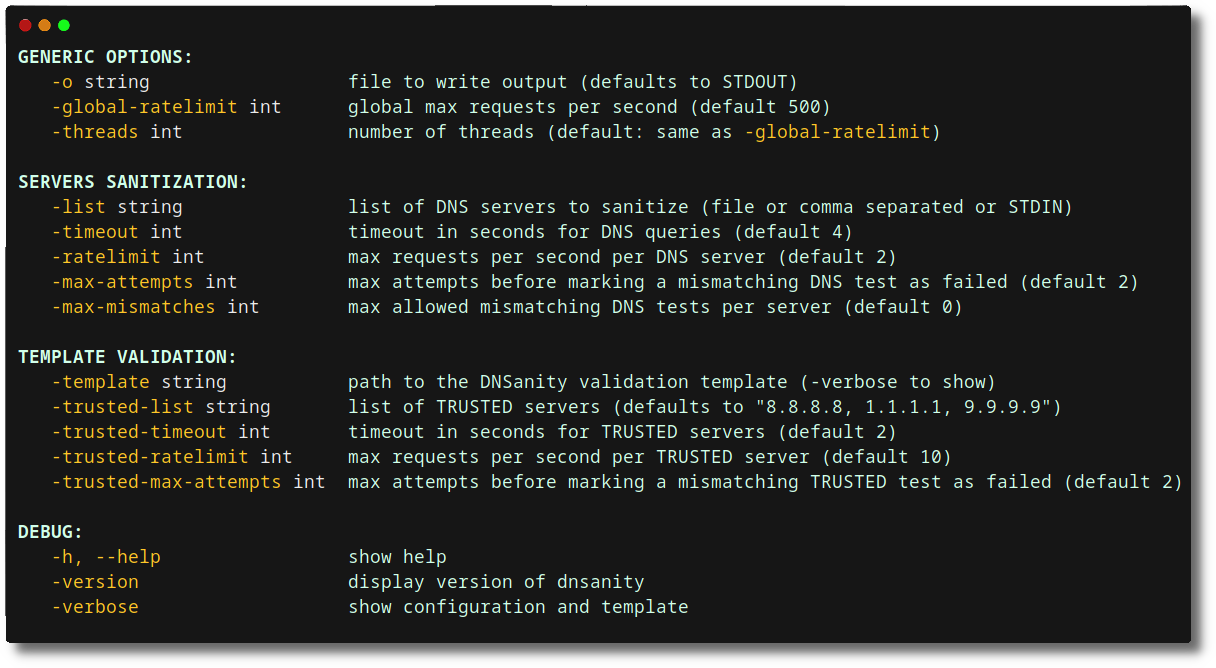 GENERIC OPTIONS:
-o string file to write output (defaults to STDOUT)
-global-ratelimit int global max requests per second (default 500)
-threads int number of threads (default: same as -global-ratelimit)
SERVERS SANITIZATION:
-list string list of DNS servers to sanitize (file or comma separated or STDIN)
-timeout int timeout in seconds for DNS queries (default 4)
-ratelimit int max requests per second per DNS server (default 2)
-max-attempts int max attempts before marking a mismatching DNS test as failed (default 2)
-max-mismatches int max allowed mismatching DNS tests per server (default 0)
TEMPLATE VALIDATION:
-template string path to the DNSanity validation template (-verbose to show)
-trusted-list string list of TRUSTED servers (defaults to "8.8.8.8, 1.1.1.1, 9.9.9.9")
-trusted-timeout int timeout in seconds for TRUSTED servers (default 2)
-trusted-ratelimit int max requests per second per TRUSTED server (default 10)
-trusted-max-attempts int max attempts before marking a mismatching TRUSTED test as failed (default 2)
DEBUG:
-h, --help show help
-version display version of dnsanity
-verbose show configuration and template